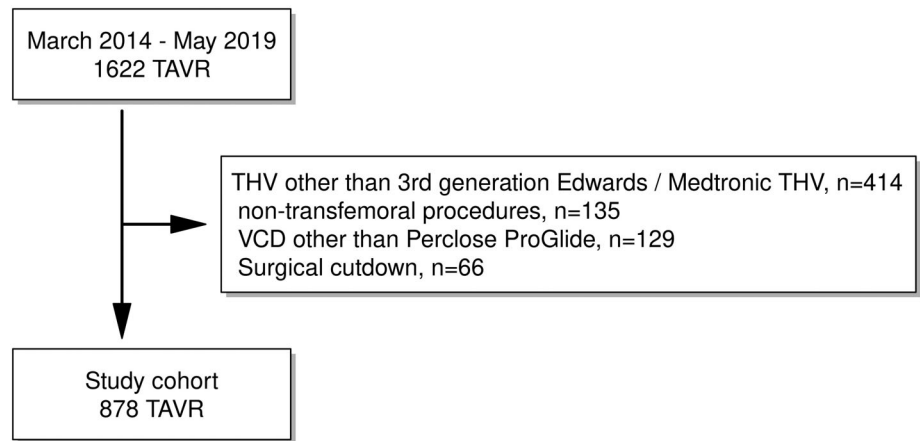 March 2014 - May 2019
1622 TAVR
THV other than 3rd generation Edwards / Medtronic THV, n=414
non-transfemoral procedures, n=135
VCD other than Perclose ProGlide, n=129
Surgical cutdown, n=66
Study cohort
878 TAVR